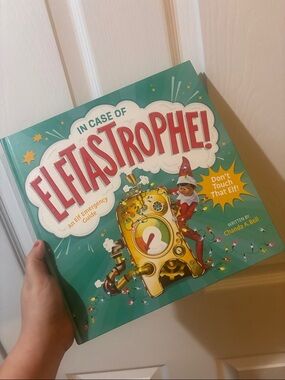 IN CASE OF
ELFTASTROPHE!
An Elf Emergency
Guide
Don't
Touch
That Elf!
WRITTEN BY
Chanda A. Bell